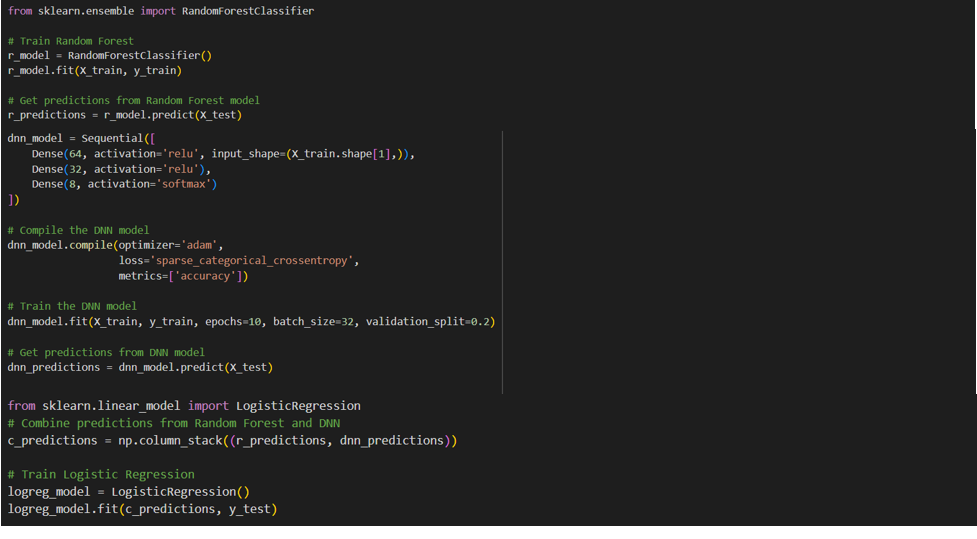 from sklearn.ensemble import RandomForestClassifier
# Train Random Forest
r_model = RandomForestClassifier()
r_model.fit(X_train, y_train)
# Get predictions from Random Forest model
r_predictions = r_model.predict(X_test)
dnn_model = Sequential([
    Dense(64, activation='relu', input_shape=(X_train.shape[1],)),
    Dense(32, activation='relu'),
    Dense(8, activation='softmax')
])
# Compile the DNN model
dnn_model.compile(optimizer='adam',
                  loss='sparse_categorical_crossentropy',
                  metrics=['accuracy'])
# Train the DNN model
dnn_model.fit(X_train, y_train, epochs=10, batch_size=32, validation_split=0.2)
# Get predictions from DNN model
dnn_predictions = dnn_model.predict(X_test)
from sklearn.linear_model import LogisticRegression
# Combine predictions from Random Forest and DNN
c_predictions = np.column_stack((r_predictions, dnn_predictions))
# Train Logistic Regression
logreg_model = LogisticRegression()
logreg_model.fit(c_predictions, y_test)